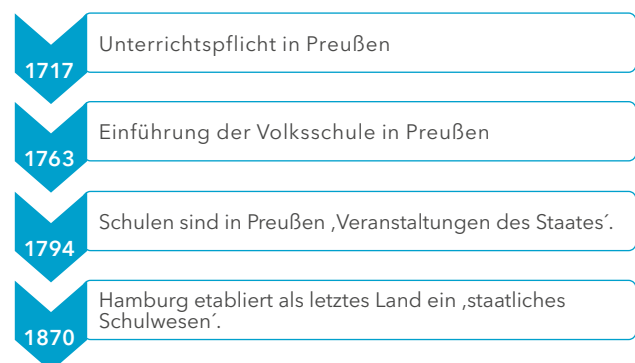 Unterrichtspflicht in Preußen
1717
Einführung der Volksschule in Preußen
1763
Schulen sind in Preußen ‚Veranstaltungen des Staates´.
1794
Hamburg etabliert als letztes Land ein ‚staatliches
Schulwesen´.
1870